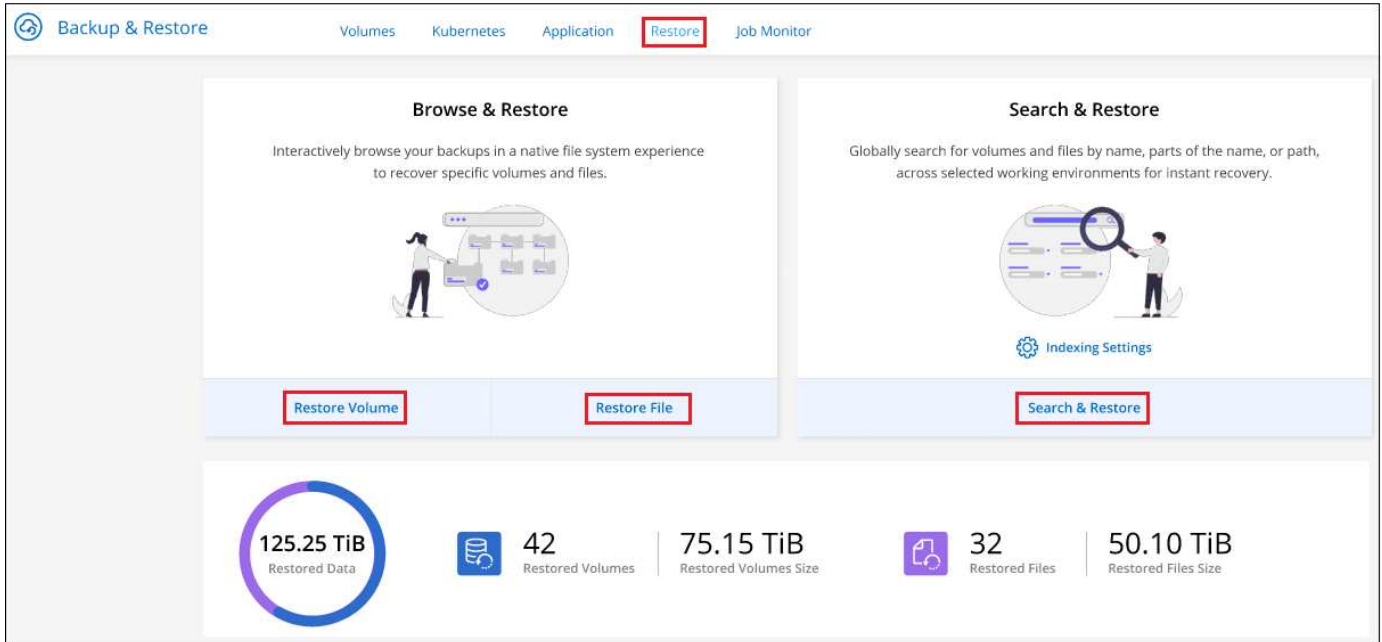 Backup & Restore
Volumes
Kubernetes
Application
Restore
Job Monitor
Browse & Restore
Interactively browse your backups in a native file system experience
to recover specific volumes and files.
Restore Volume
Restore File
Search & Restore
Globally search for volumes and files by name, parts of the name, or path,
across selected working environments for instant recovery.
Indexing Settings
Search & Restore
125.25 TiB
Restored Data
42
Restored Volumes
75.15 TiB
Restored Volumes Size
32
Restored Files
50.10 TiB
Restored Files Size